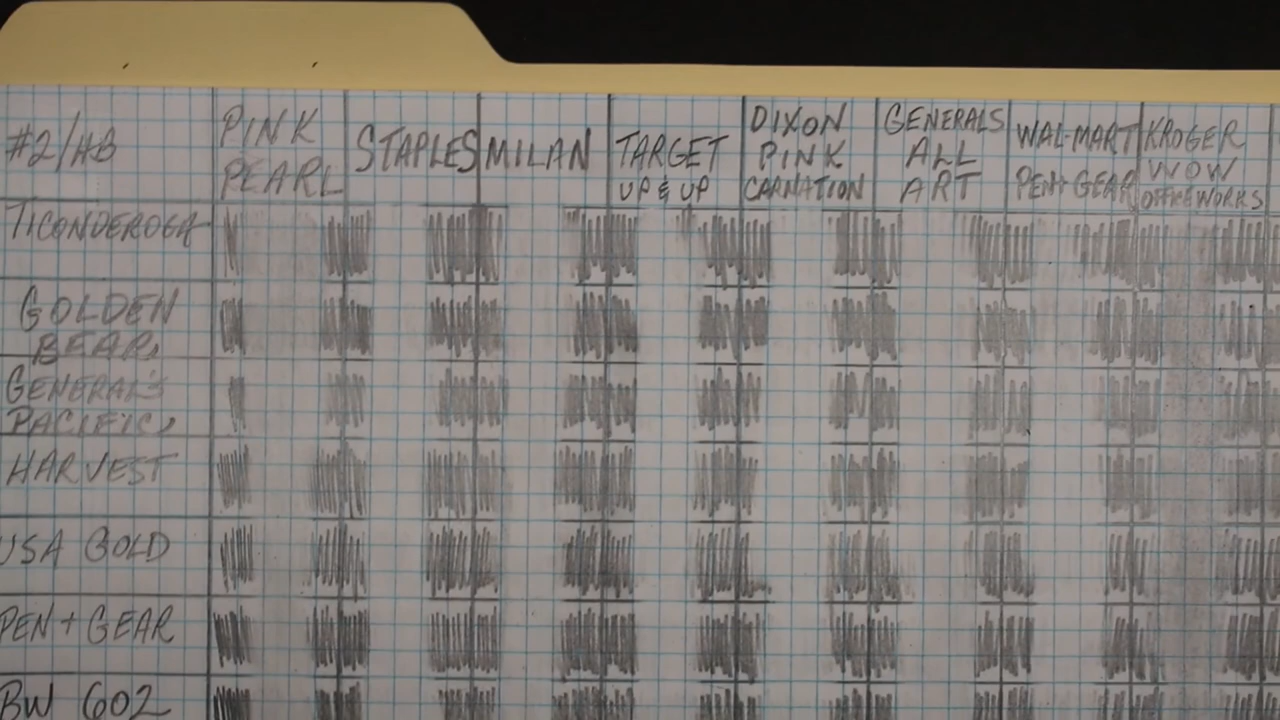 #2/HB
PINK
PEARL
STAPLES
MILAN
TARGET
UP & UP
DIXON
PINK
CARNATION
GENERALS
ALL
ART
WAL-MART
PEN+GEAR
KROGER
WOW
OFFICEWORKS
TICONDEROGA
GOLDEN
BEAR
GENERAL'S
PACIFIC
HARVEST
USA GOLD
PEN + GEAR
BW 602